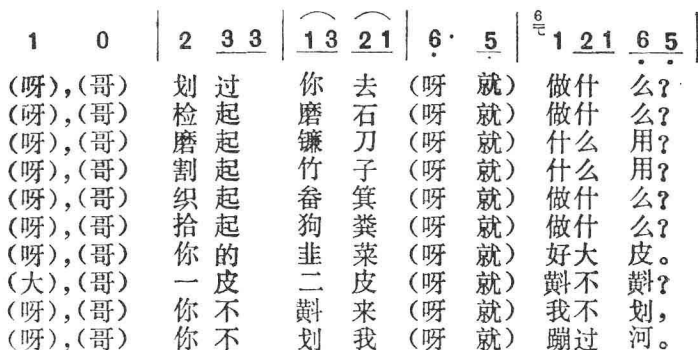 1 0 | 2 3 3 | 1 3 2 1 | 6· 5 | 6 1 2 1 6 5 |
(呀),(哥) 划过 你去 (呀就) 做什么?
(呀),(哥) 检起 磨石 (呀就) 做什么?
(呀),(哥) 磨起 镰刀 (呀就) 什么用?
(呀),(哥) 割起 竹子 (呀就) 什么用?
(呀),(哥) 织起 畚箕 (呀就) 做什么?
(呀),(哥) 拾起 狗粪 (呀就) 做什么?
(呀),(哥) 你的 韭菜 (呀就) 好大皮。
(大),(哥) 一皮 二皮 (呀就) 斟不斟?
(呀),(哥) 你不 斟来 (呀就) 我不划,
(呀),(哥) 你不 划我 (呀就) 蹦过河。